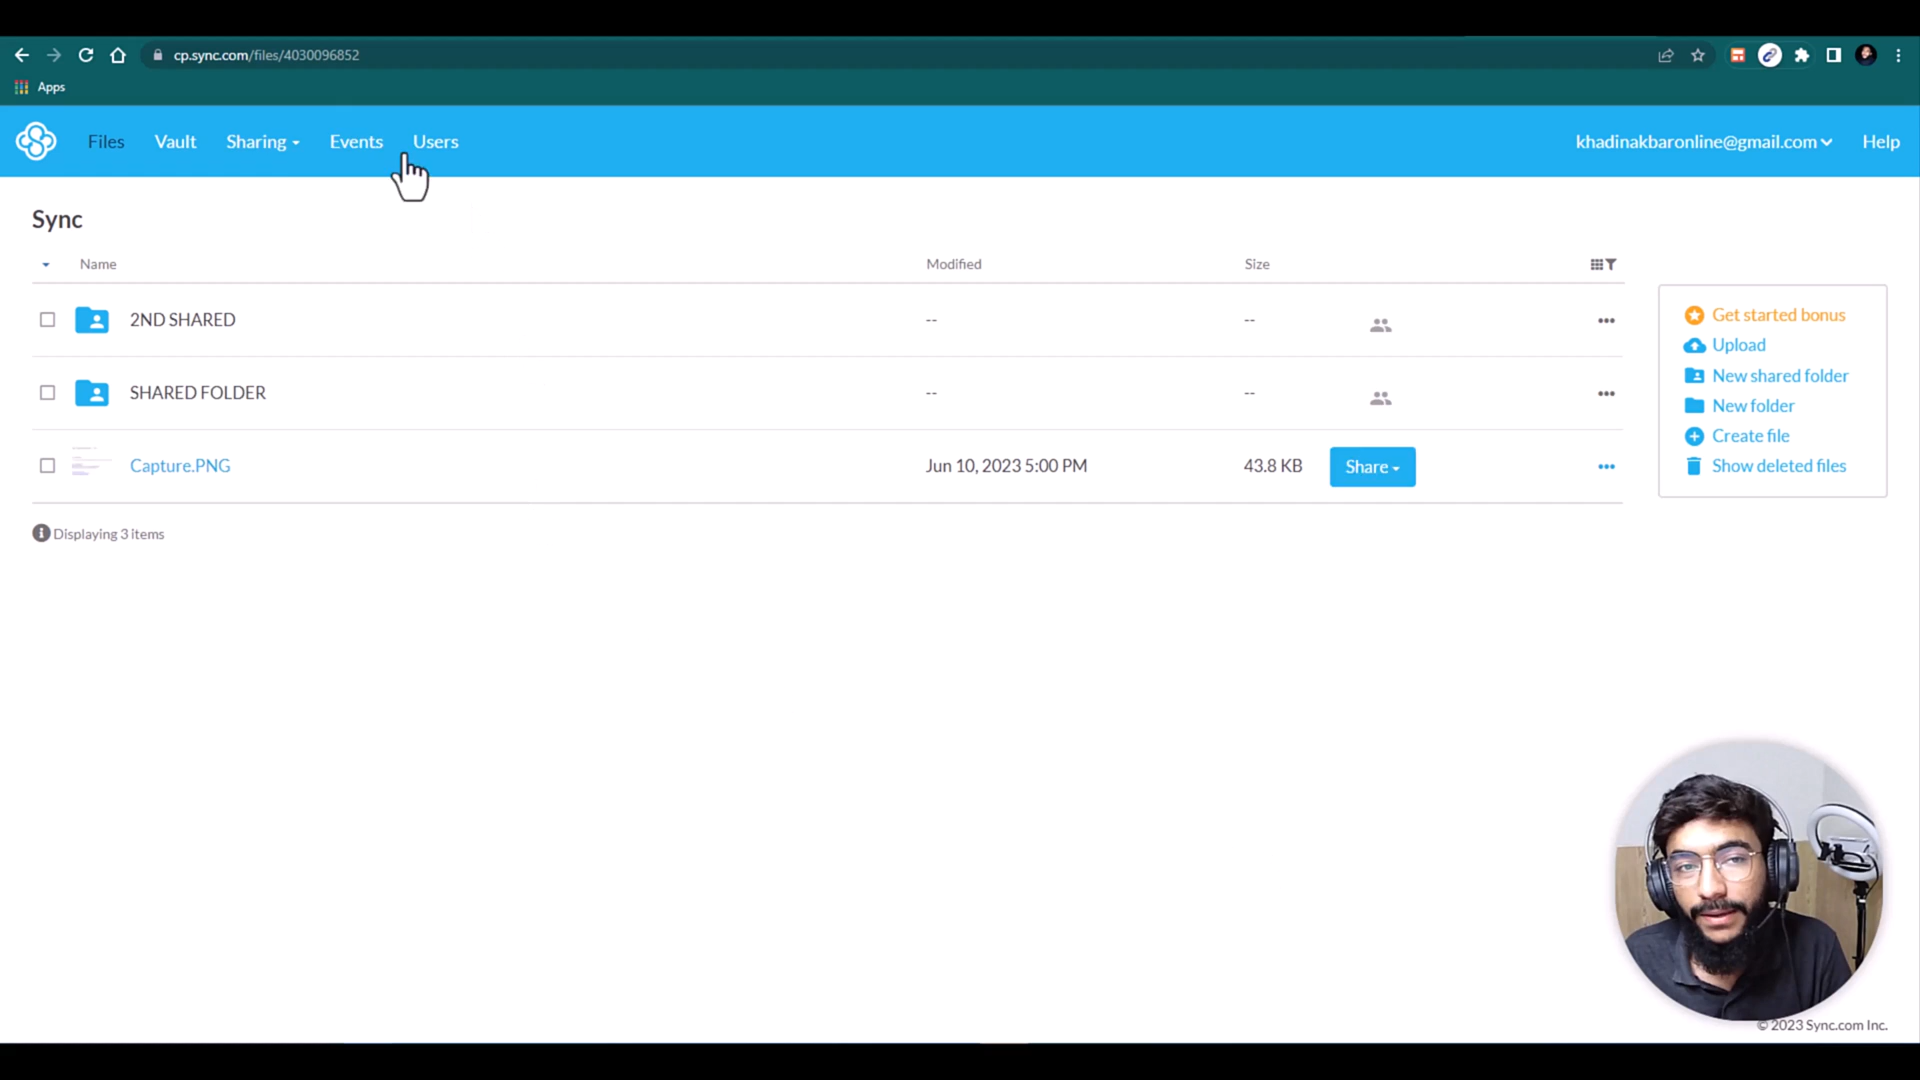 cp.sync.com/files/4030096852
Apps
Files Vault Sharing Events Users khadinakbaronline@gmail.com Help
Sync
Name Modified Size
2ND SHARED -- --
SHARED FOLDER -- --
Capture.PNG Jun 10, 2023 5:00 PM 43.8 KB Share
Displaying 3 items
Get started bonus
Upload
New shared folder
New folder
Create file
Show deleted files
© 2023 Sync.com Inc.